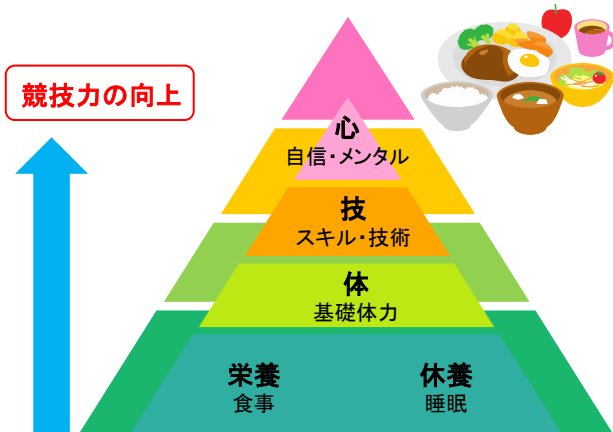 競技力の向上
心
自信・メンタル
技
スキル・技術
体
基礎体力
栄養
食事
休養
睡眠